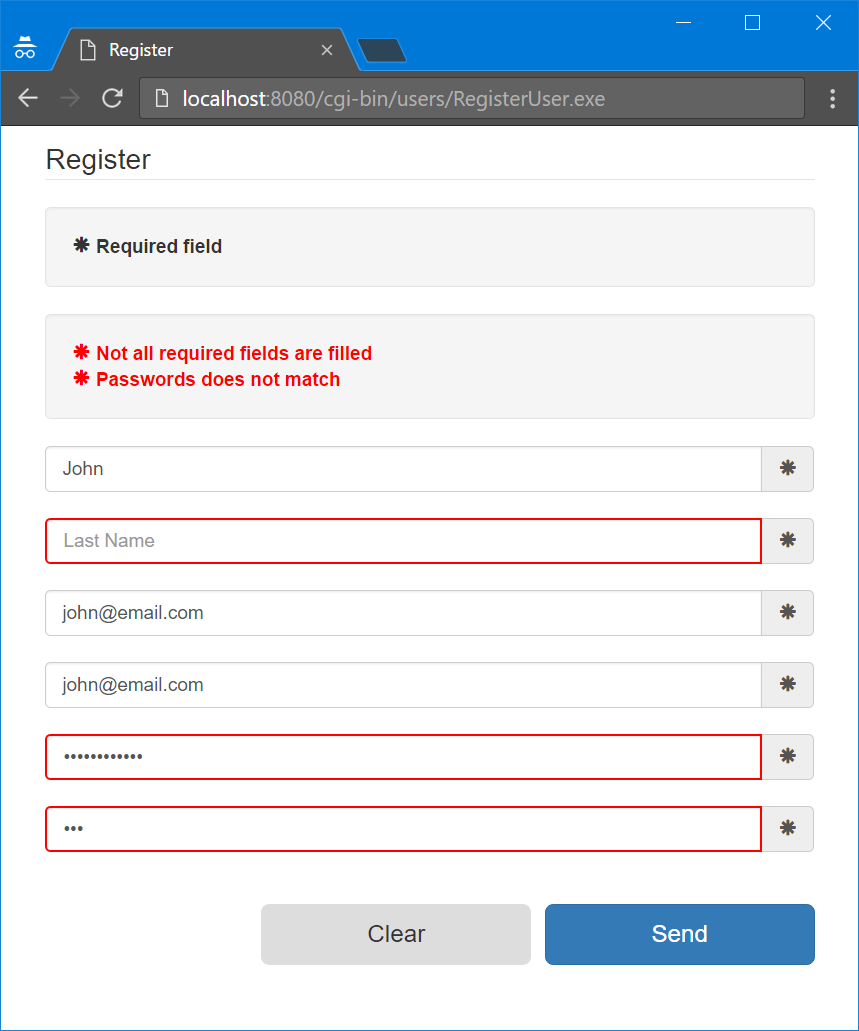 Register
localhost:8080/cgi-bin/users/RegisterUser.exe
Register
✱ Required field
✱ Not all required fields are filled
✱ Passwords does not match
John ✱
Last Name ✱
john@email.com ✱
john@email.com ✱
•••••••••••• ✱
••• ✱
Clear Send